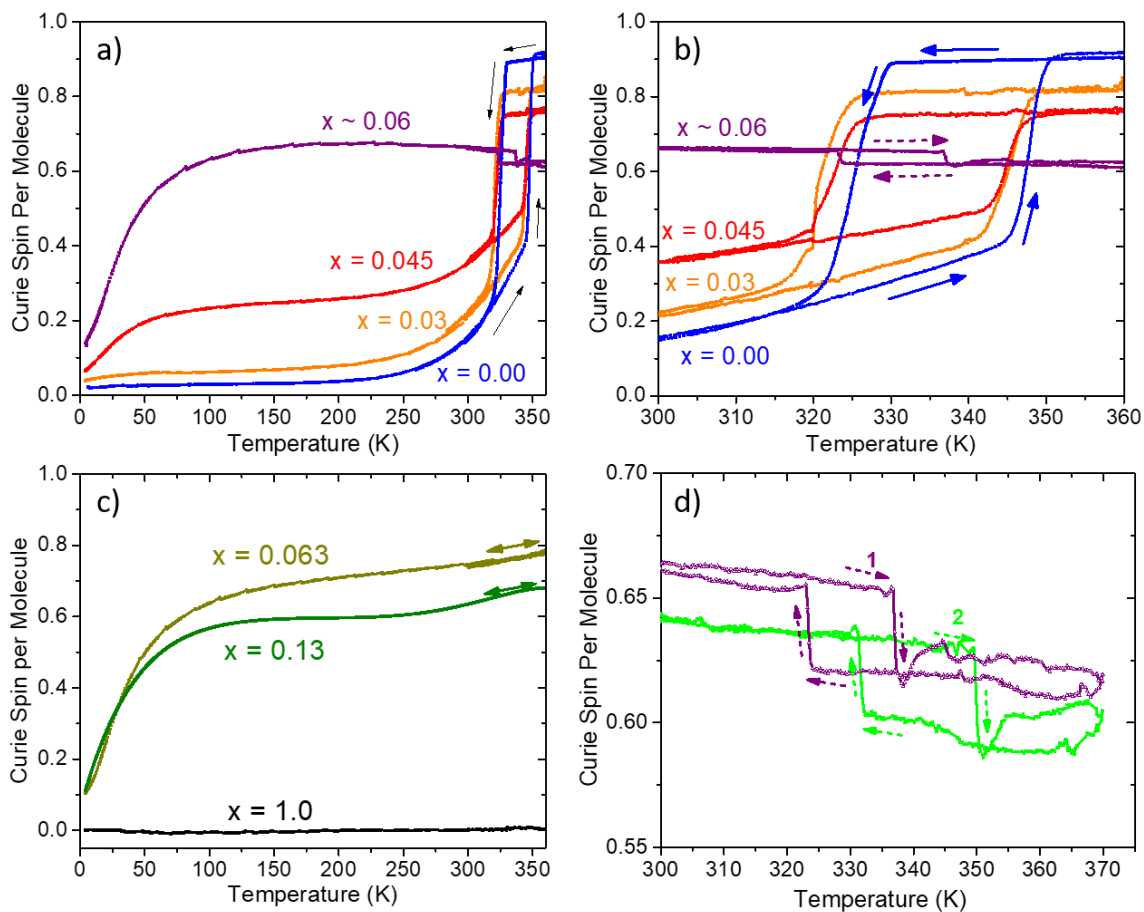 a)
1.0
0.8
0.6
0.4
0.2
0.0
Curie Spin Per Molecule
x ~ 0.06
x = 0.045
x = 0.03
x = 0.00
0 50 100 150 200 250 300 350
Temperature (K)
b)
1.0
0.8
0.6
0.4
0.2
0.0
Curie Spin Per Molecule
x ~ 0.06
x = 0.045
x = 0.03
x = 0.00
300 310 320 330 340 350 360
Temperature (K)
c)
1.0
0.8
0.6
0.4
0.2
0.0
Curie Spin per Molecule
x = 0.063
x = 0.13
x = 1.0
0 50 100 150 200 250 300 350
Temperature (K)
d)
0.70
0.65
0.60
0.55
Curie Spin Per Molecule
1
2
300 310 320 330 340 350 360 370
Temperature (K)